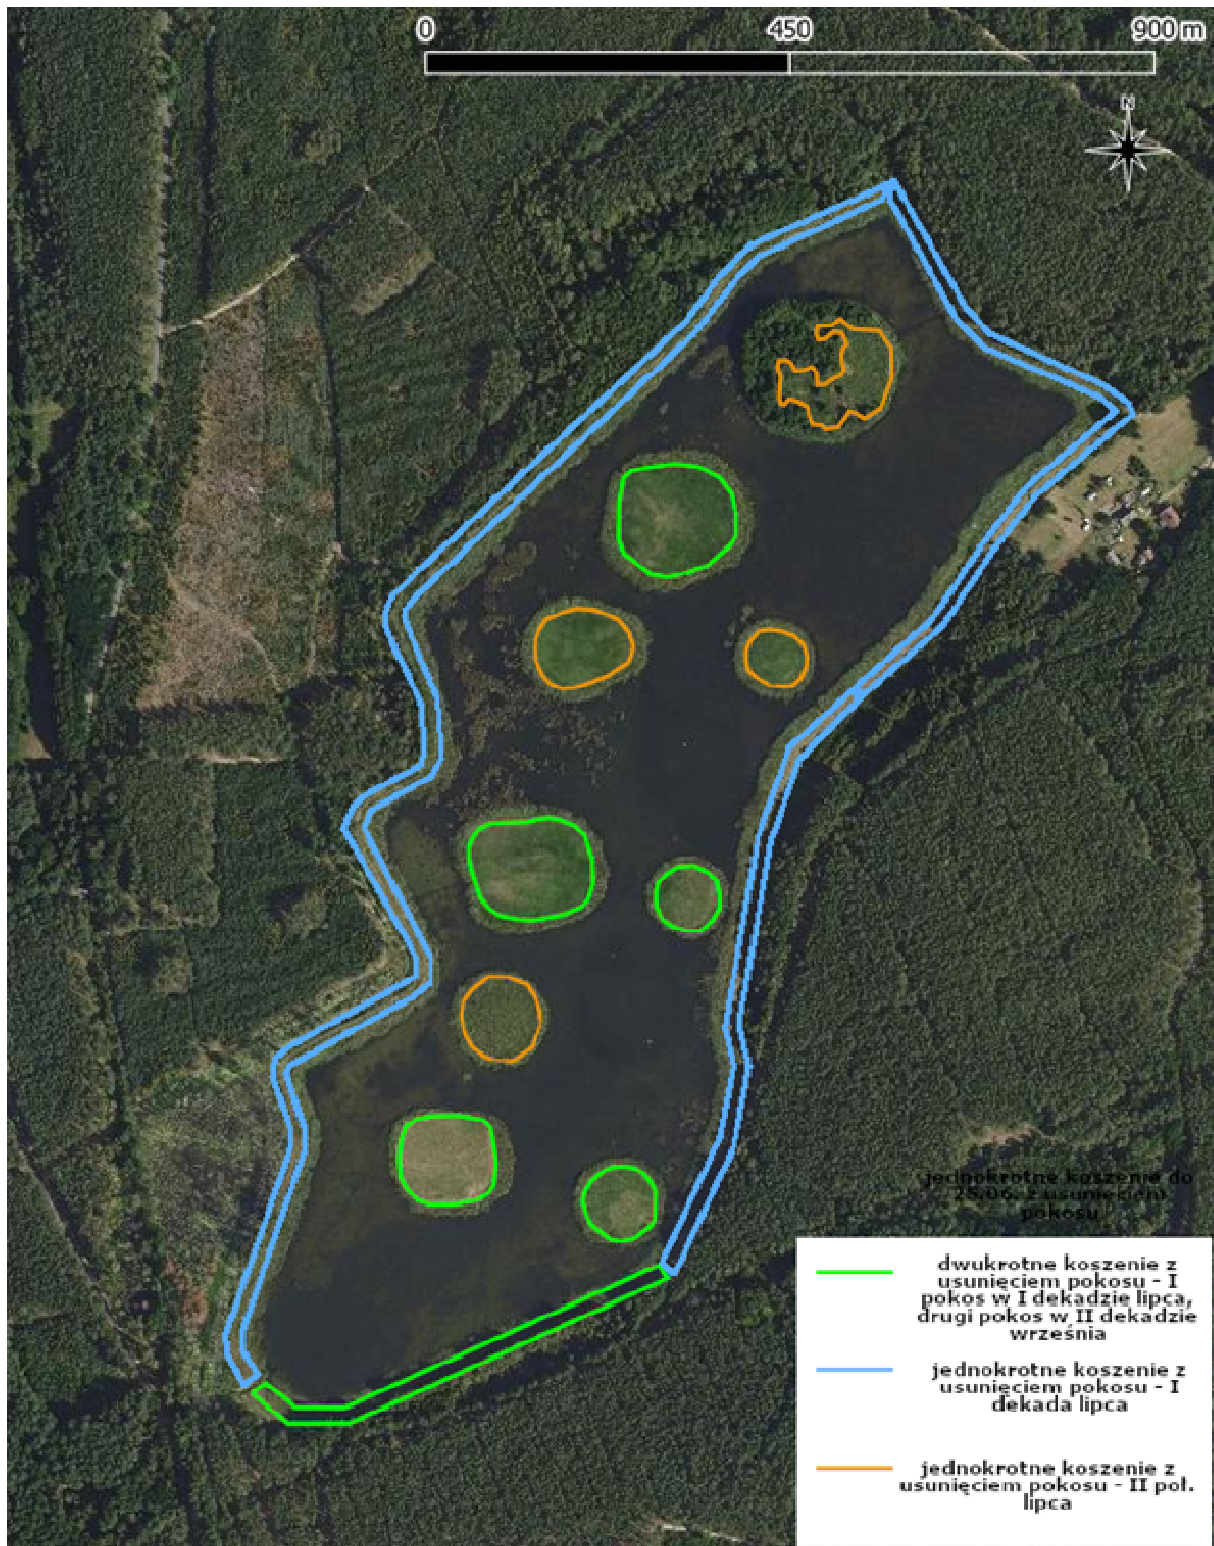 0 450 900 m
N
jednokrotne koszenie do
25.06. z usunięciem
pokosu
dwukrotne koszenie z
usunięciem pokosu - I
pokos w I dekadzie lipca,
drugi pokos w II dekadzie
września
jednokrotne koszenie z
usunięciem pokosu - I
dekada lipca
jednokrotne koszenie z
usunięciem pokosu - II poł.
lipca